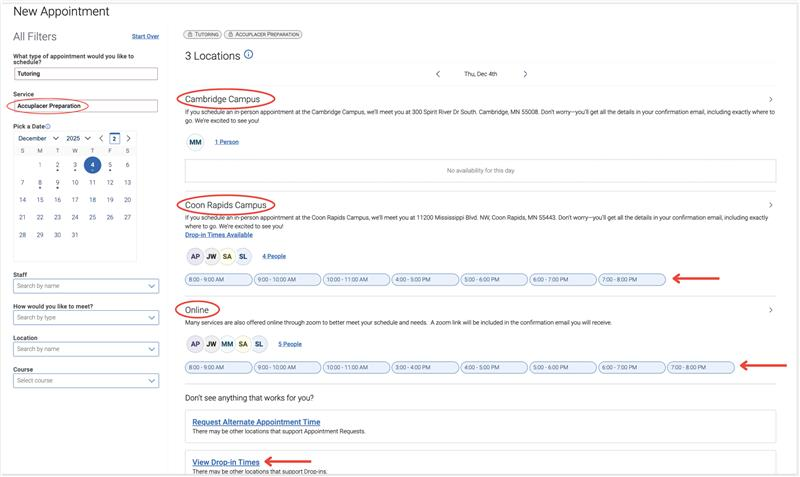 New Appointment
All Filters
Start Over
What type of appointment would you like to
schedule?
Tutoring
Service
Accuplacer Preparation
Pick a Date
December 2025 2
S M T W T F S
1 2 3 4 5 6
7 8 9 10 11 12 13
14 15 16 17 18 19 20
21 22 23 24 25 26 27
28 29 30 31
Staff
Search by name
How would you like to meet?
Search by type
Location
Search by name
Course
Select course
TUTORING ACCUPLACER PREPARATION
3 Locations
Thu, Dec 4th
Cambridge Campus
If you schedule an in-person appointment at the Cambridge Campus, we'll meet you at 300 Spirit River Dr South. Cambridge, MN 55008. Don't worry—you'll get all the details in your confirmation email, including exactly where to
go. We're excited to see you!
MM 1 Person
No availability for this day
Coon Rapids Campus
If you schedule an in-person appointment at the Coon Rapids Campus, we'll meet you at 11200 Mississippi Blvd. NW, Coon Rapids, MN 55443. Don't worry—you'll get all the details in your confirmation email, including exactly
where to go. We're excited to see you!
Drop-in Times Available
AP JW SA SL 4 People
8:00 - 9:00 AM 9:00 - 10:00 AM 10:00 - 11:00 AM 4:00 - 5:00 PM 5:00 - 6:00 PM 6:00 - 7:00 PM 7:00 - 8:00 PM
Online
Many services are also offered online through zoom to better meet your schedule and needs. A zoom link will be included in the confirmation email you will receive.
AP JW MM SA SL 5 People
8:00 - 9:00 AM 9:00 - 10:00 AM 10:00 - 11:00 AM 3:00 - 4:00 PM 4:00 - 5:00 PM 5:00 - 6:00 PM 6:00 - 7:00 PM 7:00 - 8:00 PM
Don't see anything that works for you?
Request Alternate Appointment Time
There may be other locations that support Appointment Requests.
View Drop-in Times
There may be other locations that support Drop-ins.